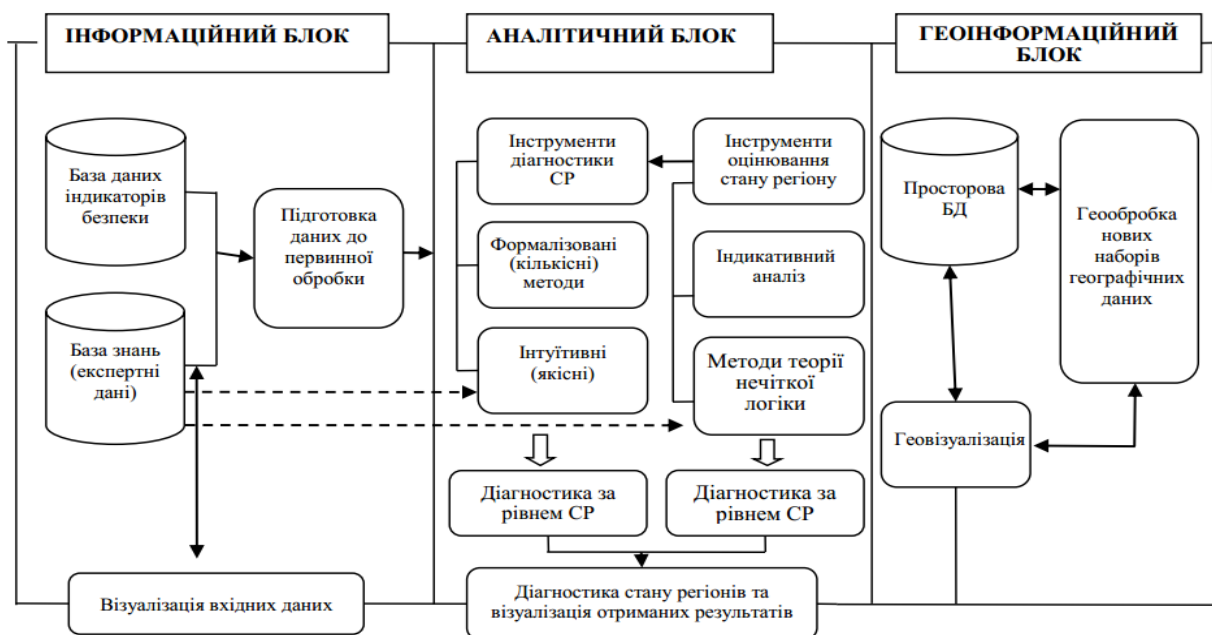 ІНФОРМАЦІЙНИЙ БЛОК
База даних
індикаторів
безпеки
Підготовка
даних до
первинної
обробки
База знань
(експертні
дані)
Візуалізація вхідних даних
АНАЛІТИЧНИЙ БЛОК
Інструменти
діагностики
СР
Інструменти
оцінювання
стану регіону
Формалізовані
(кількісні)
методи
Індикативний
аналіз
Інтуїтивні
(якісні)
Методи теорії
нечіткої
логіки
Діагностика за
рівнем СР
Діагностика за
рівнем СР
Діагностика стану регіонів та
візуалізація отриманих результатів
ГЕОІНФОРМАЦІЙНИЙ
БЛОК
Просторова
БД
Геообробка
нових
наборів
географічних
даних
Геовізуалізація